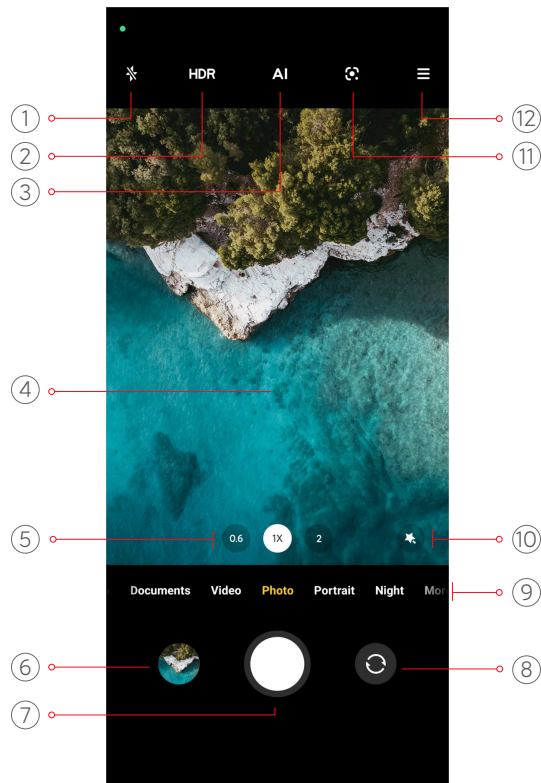 HDR
AI
①
⑫
②
⑪
③
④
⑤
0.6
1X
2
⑩
Documents
Video
Photo
Portrait
Night
Mor
⑨
⑥
⑧
⑦